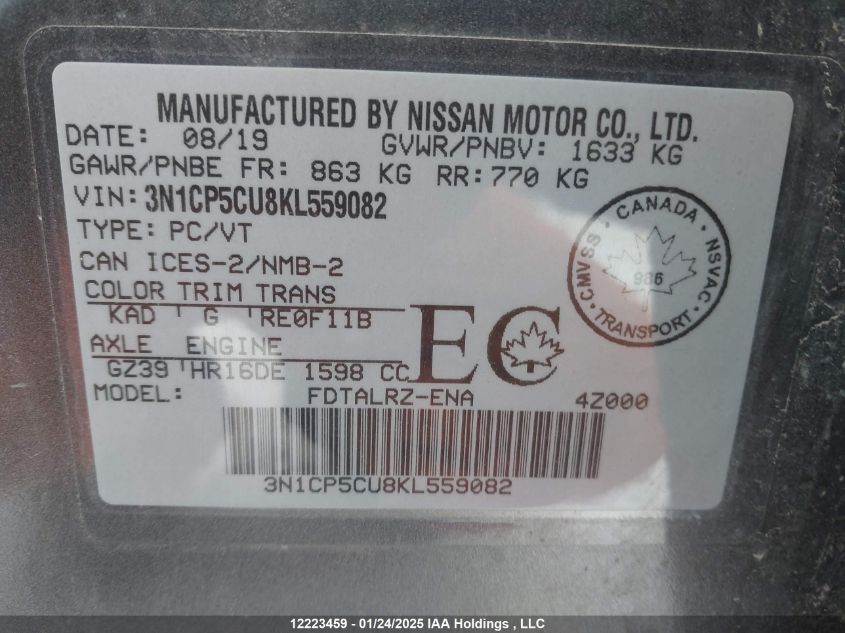 MANUFACTURED BY NISSAN MOTOR CO., LTD.
DATE: 08/19 GVWR/PNBV: 1633 KG
GAWR/PNBE FR: 863 KG RR:770 KG
VIN: 3N1CP5CU8KL559082
TYPE: PC/VT
CAN ICES-2/NMB-2
COLOR TRIM TRANS
KAD G RE0F11B
AXLE ENGINE
GZ39 HR16DE 1598 CC
EC
MODEL: FDTALRZ-ENA 4Z000
3N1CP5CU8KL559082
CANADA
CMVSS NSVAC
986
TRANSPORT
12223459 - 01/24/2025 IAA Holdings , LLC